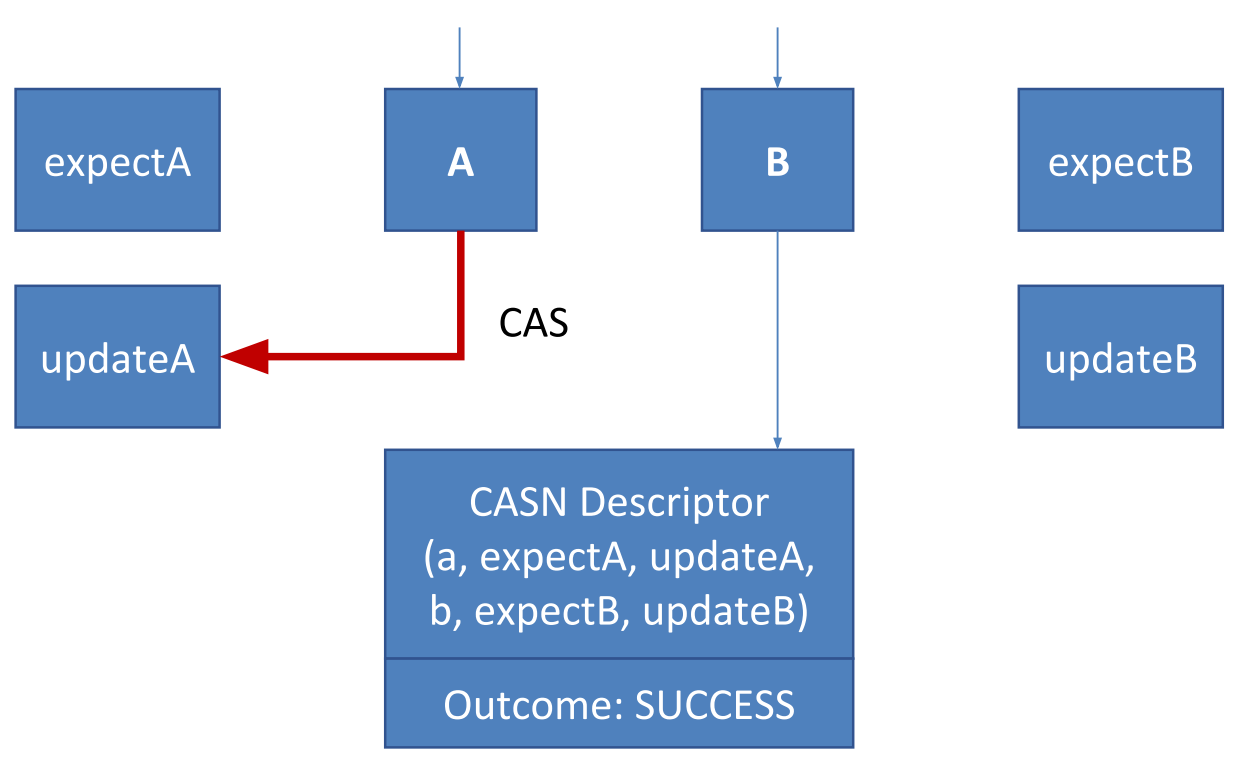 expectA
A
B
expectB
updateA
CAS
updateB
CASN Descriptor
(a, expectA, updateA,
b, expectB, updateB)
Outcome: SUCCESS